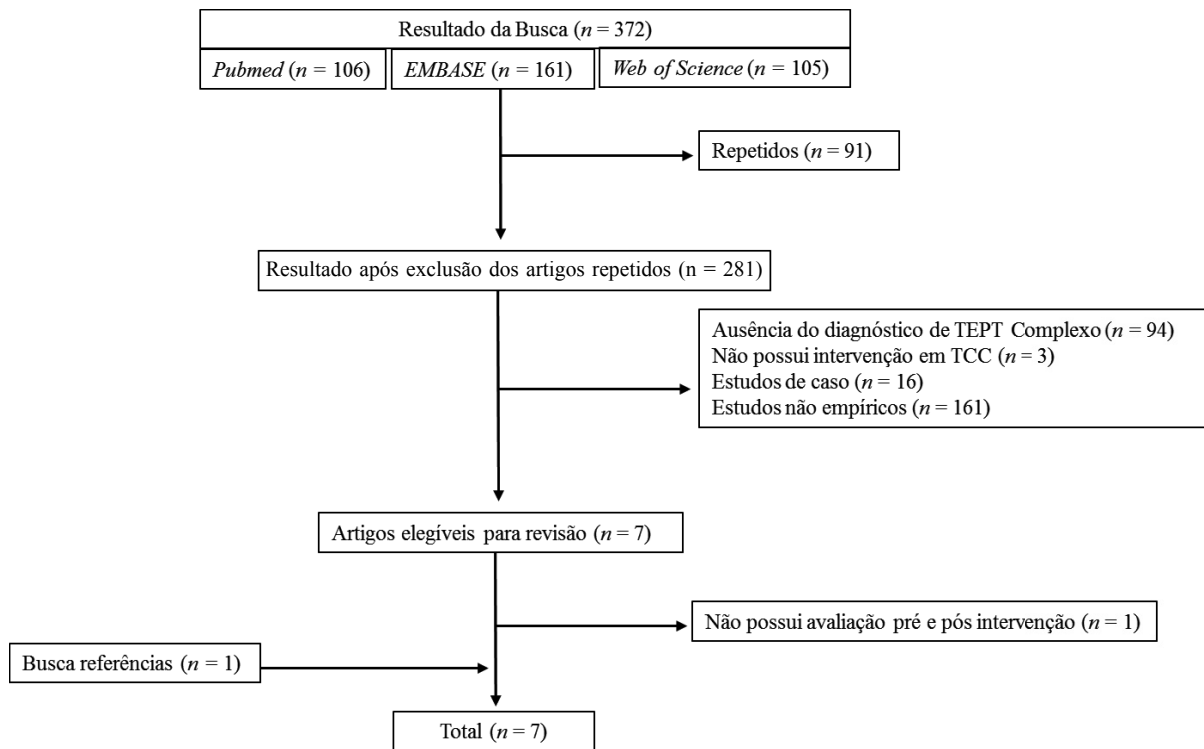 Resultado da Busca (n = 372)
Pubmed (n = 106)
EMBASE (n = 161)
Web of Science (n = 105)
Repetidos (n = 91)
Resultado após exclusão dos artigos repetidos (n = 281)
Ausência do diagnóstico de TEPT Complexo (n = 94)
Não possui intervenção em TCC (n = 3)
Estudos de caso (n = 16)
Estudos não empíricos (n = 161)
Artigos elegíveis para revisão (n = 7)
Não possui avaliação pré e pós intervenção (n = 1)
Busca referências (n = 1)
Total (n = 7)